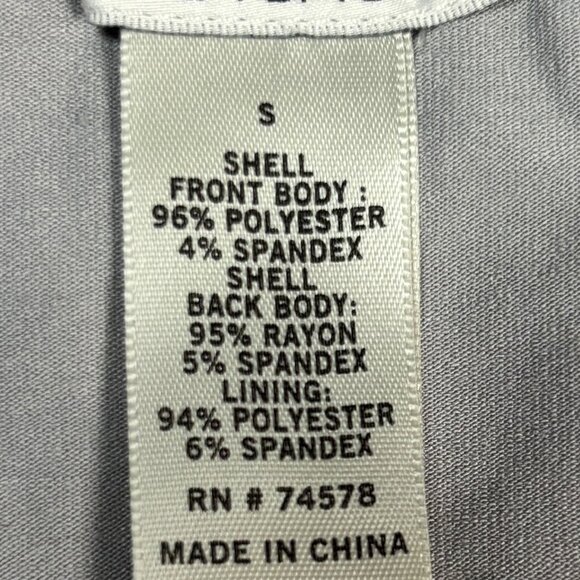 S
SHELL
FRONT BODY :
96% POLYESTER
4% SPANDEX
SHELL
BACK BODY:
95% RAYON
5% SPANDEX
LINING:
94% POLYESTER
6% SPANDEX
RN # 74578
MADE IN CHINA